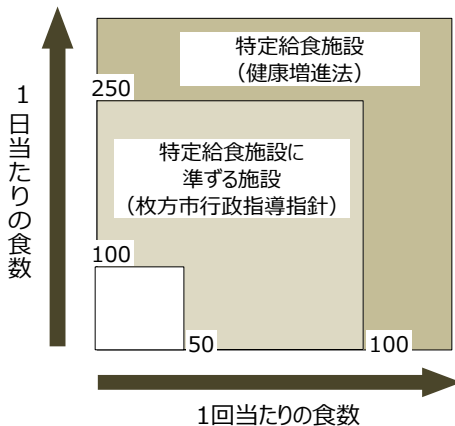 特定給食施設
（健康増進法）
250
特定給食施設に
準ずる施設
（枚方市行政指導指針）
100
50
100
1日当たりの食数
1回当たりの食数